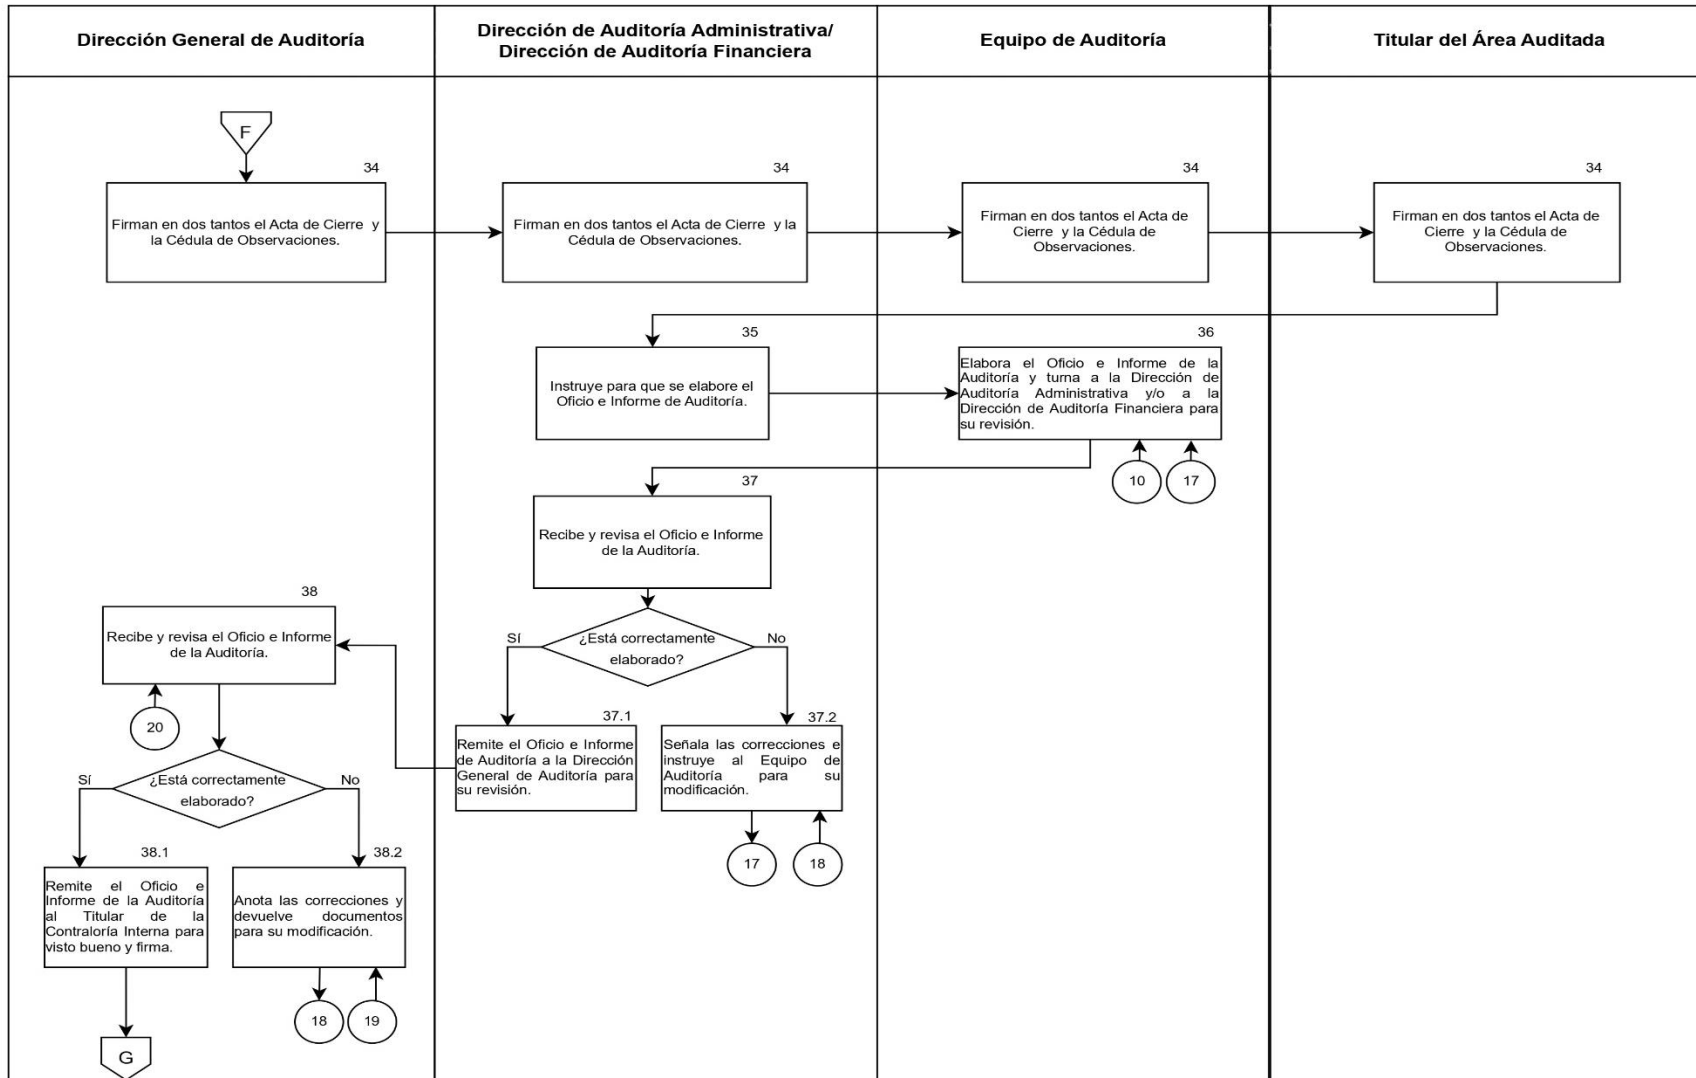 Dirección General de Auditoría
Dirección de Auditoría Administrativa/
Dirección de Auditoría Financiera
Equipo de Auditoría
Titular del Área Auditada
F
34
Firman en dos tantos el Acta de Cierre y
la Cédula de Observaciones.
34
Firman en dos tantos el Acta de Cierre y la
Cédula de Observaciones.
34
Firman en dos tantos el Acta de
Cierre y la Cédula de
Observaciones.
34
Firman en dos tantos el Acta de
Cierre y la Cédula de
Observaciones.
35
Instruye para que se elabore el
Oficio e Informe de Auditoría.
36
Elabora el Oficio e Informe de la
Auditoría y turna a la Dirección de
Auditoría Administrativa y/o a la
Dirección de Auditoría Financiera para
su revisión.
10
17
37
Recibe y revisa el Oficio e Informe
de la Auditoría.
¿Está correctamente
elaborado?
Sí
No
37.1
Remite el Oficio e Informe
de Auditoría a la Dirección
General de Auditoría para
su revisión.
37.2
Señala las correcciones e
instruye al Equipo de
Auditoría para su
modificación.
17
18
38
Recibe y revisa el Oficio e Informe
de la Auditoría.
20
¿Está correctamente
elaborado?
Sí
No
38.1
Remite el Oficio e
Informe de la Auditoría
al Titular de la
Contraloría Interna para
visto bueno y firma.
38.2
Anota las correcciones y
devuelve documentos
para su modificación.
18
19
G